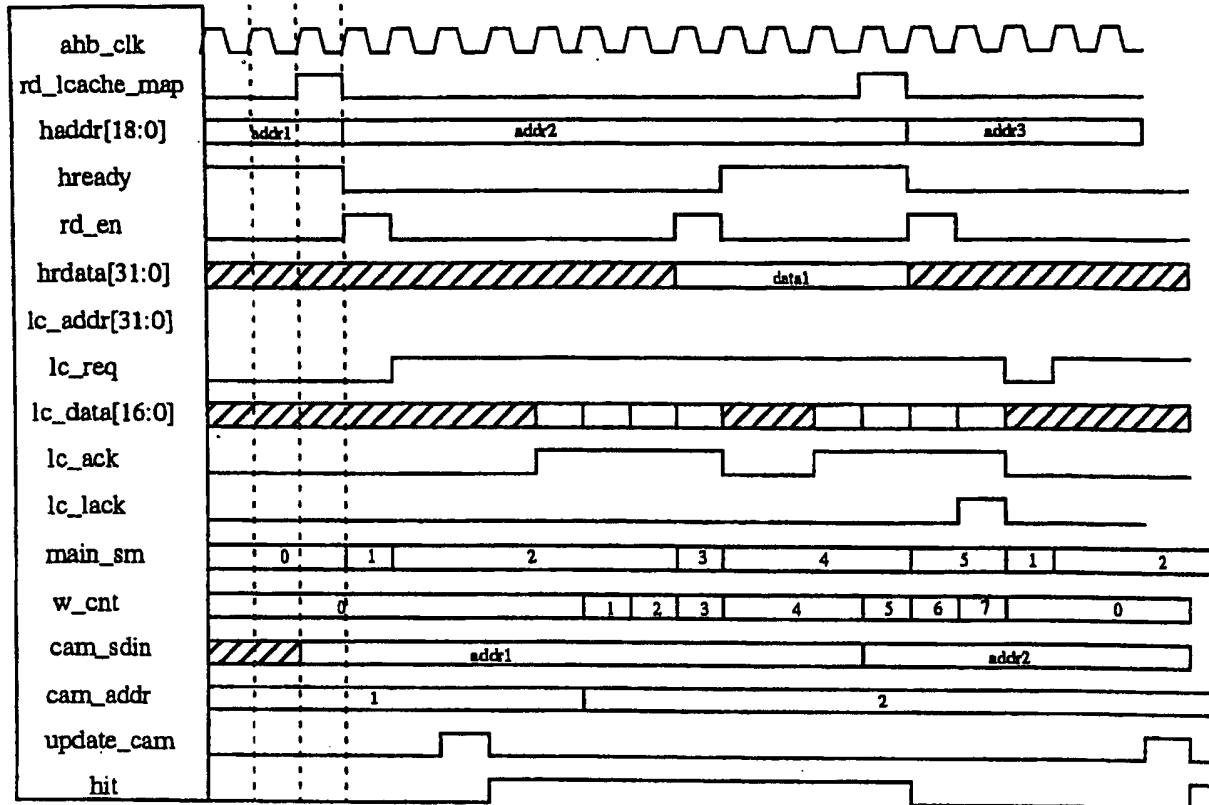 ahb_clk
rd_lcache_map
haddr[18:0] addr1 addr2 addr3
hready
rd_en
hrdata[31:0] data1
lc_addr[31:0]
lc_req
lc_data[16:0]
lc_ack
lc_lack
main_sm 0 1 2 3 4 5 1 2
w_cnt 0 1 2 3 4 5 6 7 0
cam_sdin addr1 addr2
cam_addr 1 2
update_cam
hit